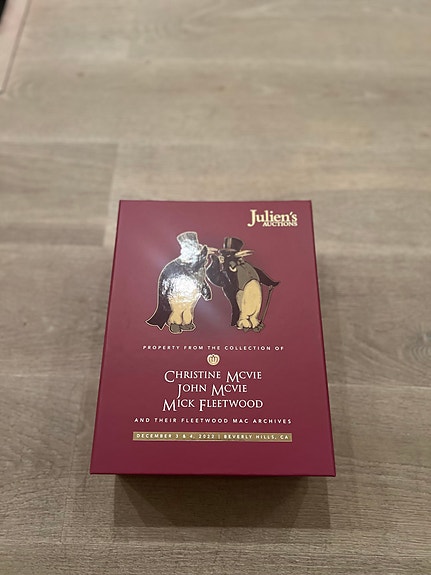 Julien's
AUCTIONS
PROPERTY FROM THE COLLECTION OF
CHRISTINE MCVIE
JOHN MCVIE
MICK FLEETWOOD
AND THEIR FLEETWOOD MAC ARCHIVES
DECEMBER 3 & 4, 2022 | BEVERLY HILLS, CA